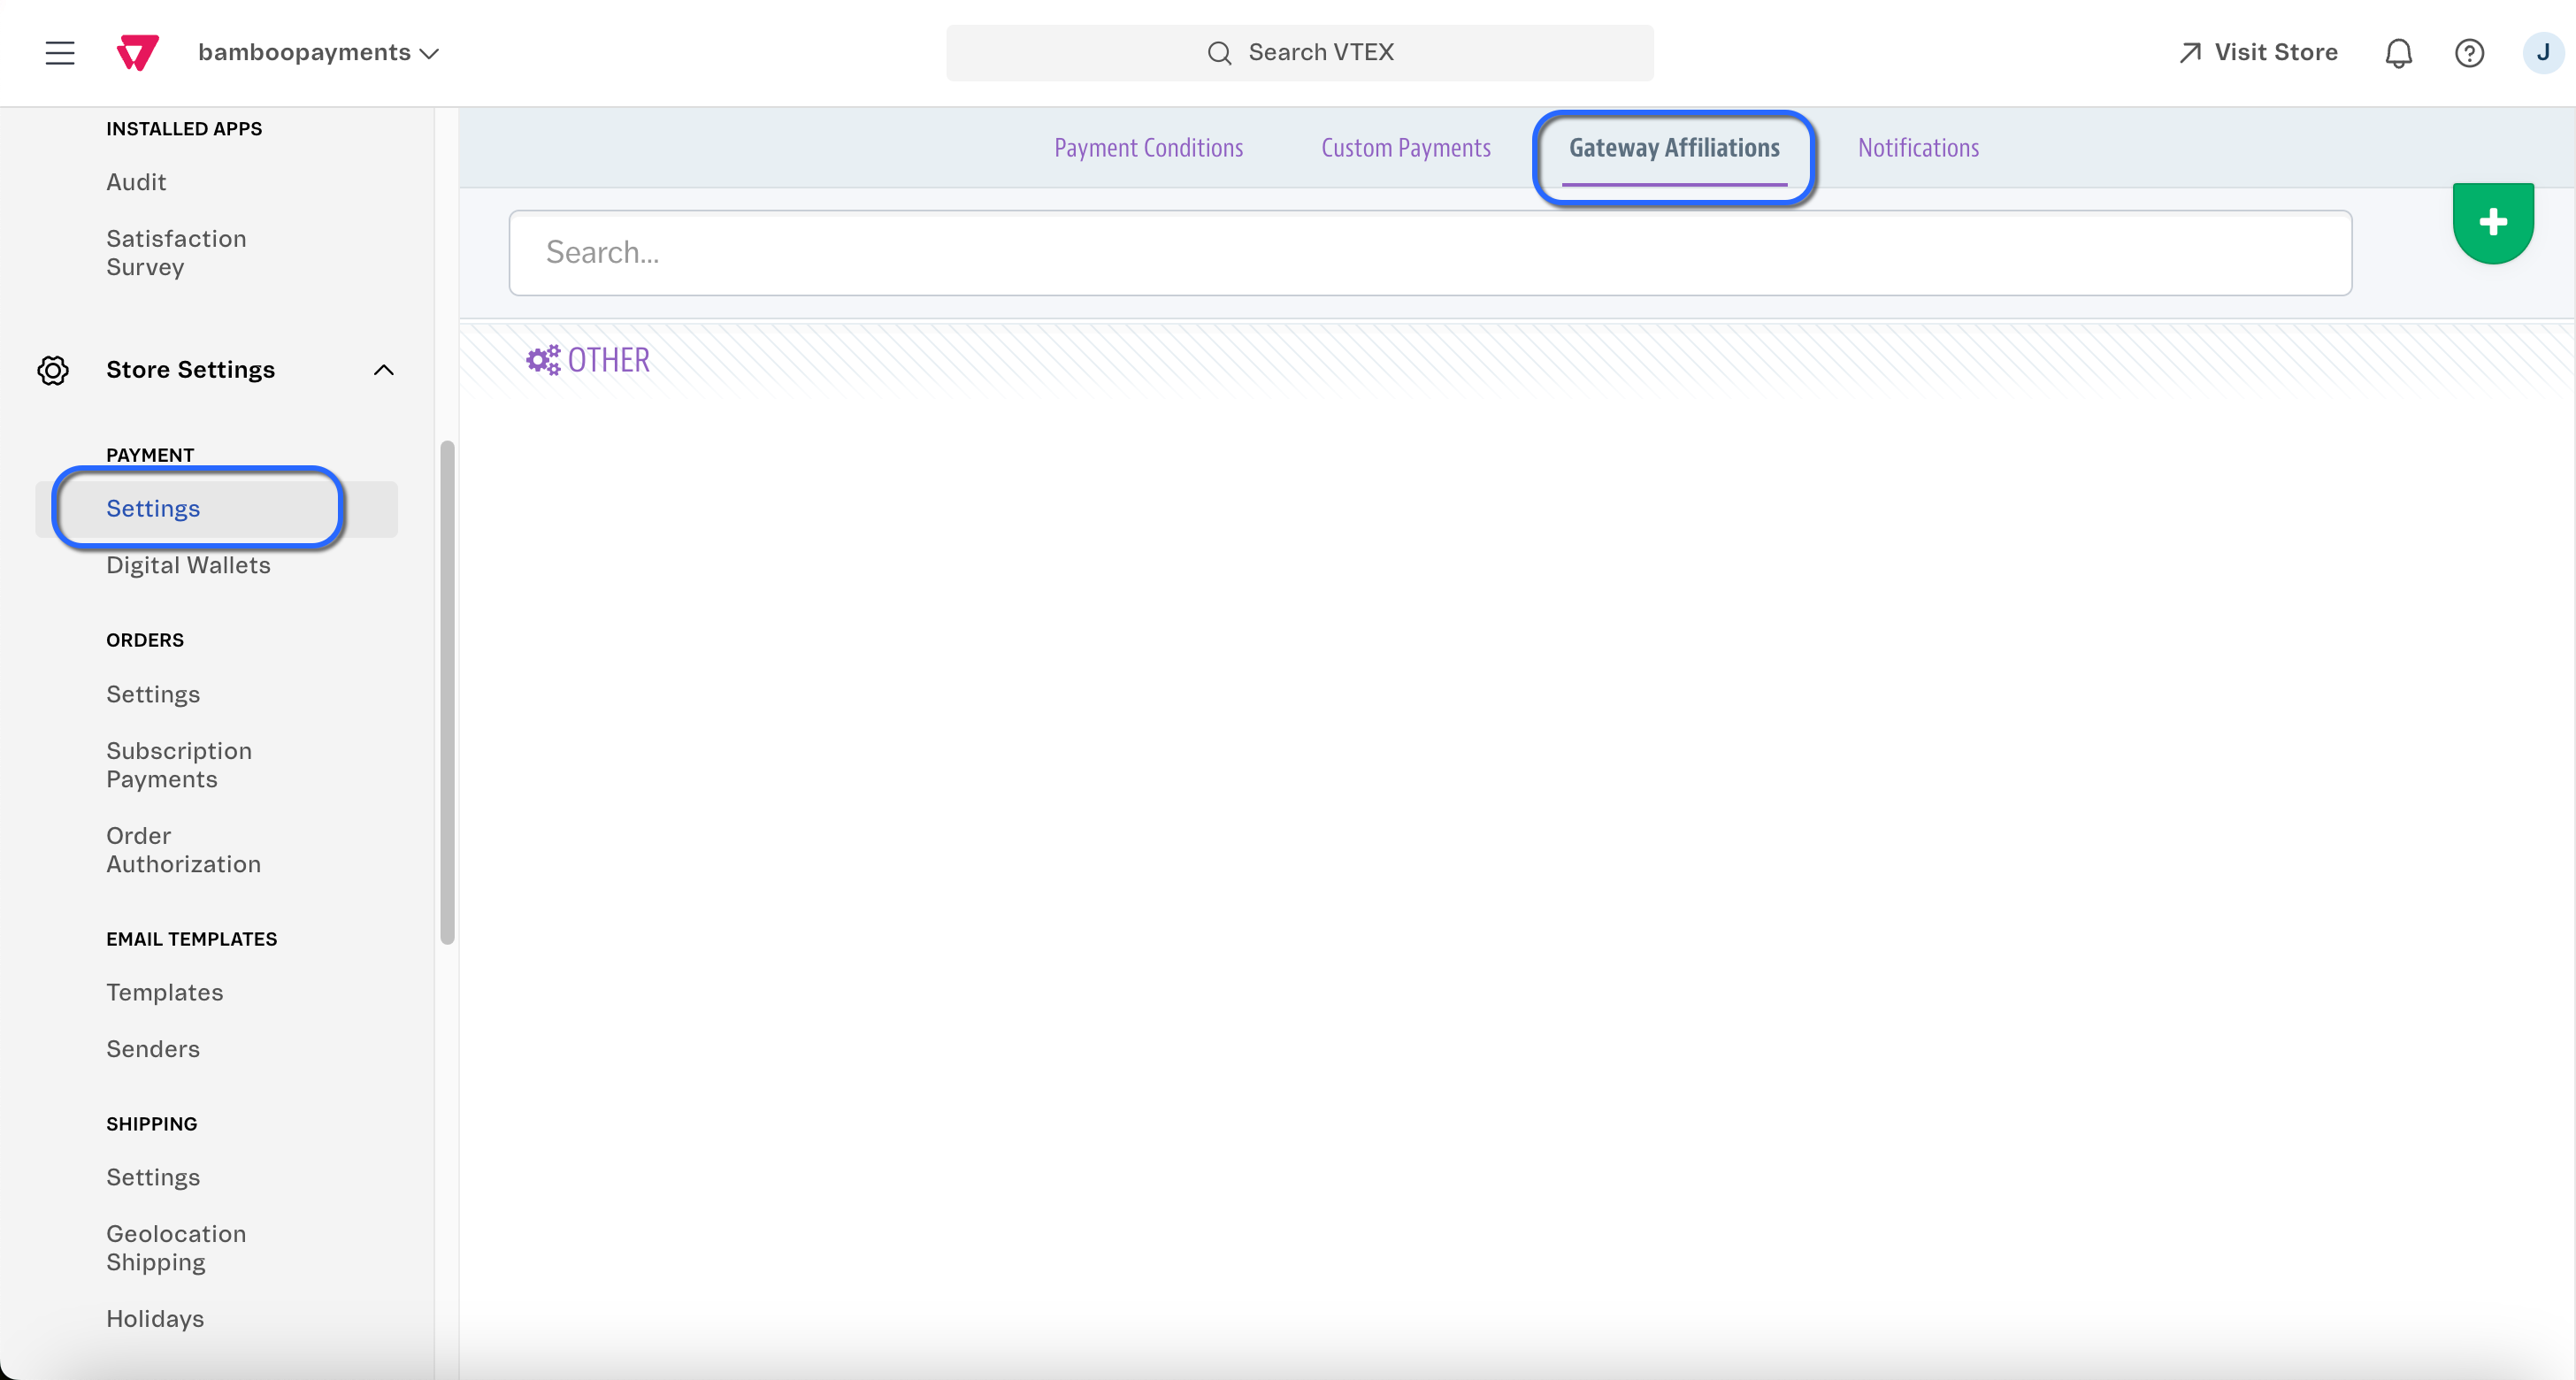 bamboopayments
Search VTEX
Visit Store
J
INSTALLED APPS
Audit
Satisfaction
Survey
Store Settings
PAYMENT
Settings
Digital Wallets
ORDERS
Settings
Subscription
Payments
Order
Authorization
EMAIL TEMPLATES
Templates
Senders
SHIPPING
Settings
Geolocation
Shipping
Holidays
Payment Conditions
Custom Payments
Gateway Affiliations
Notifications
Search...
OTHER